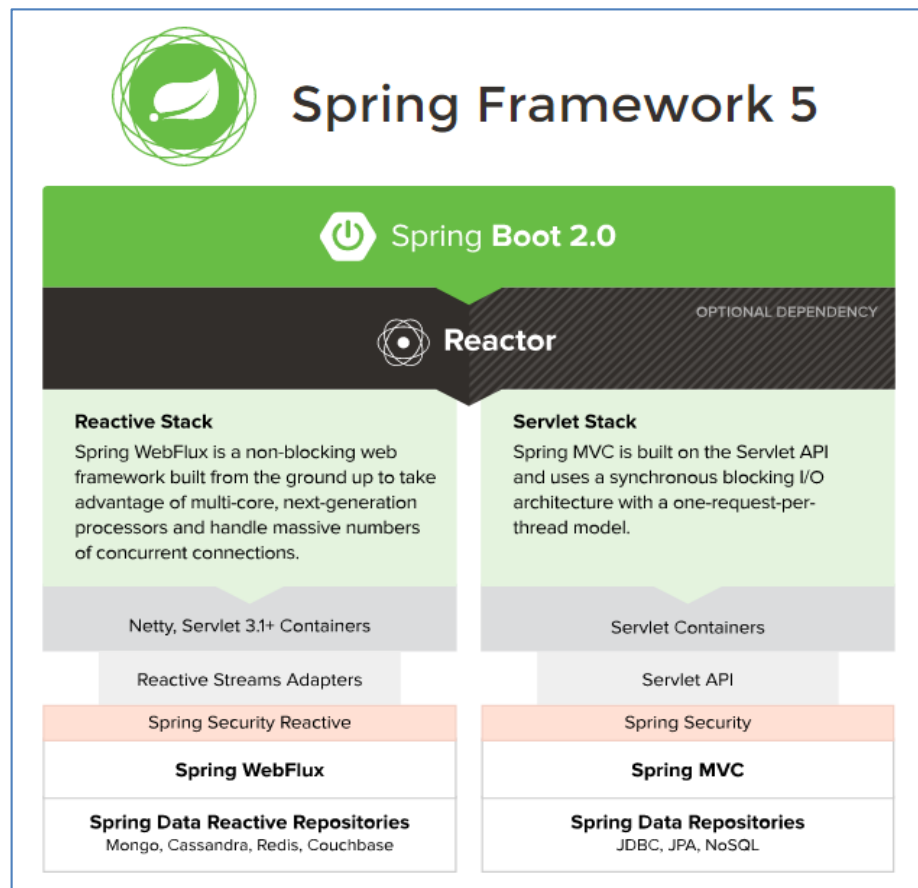 Spring Framework 5
Spring Boot 2.0
OPTIONAL DEPENDENCY
Reactor
Reactive Stack
Spring WebFlux is a non-blocking web
framework built from the ground up to take
advantage of multi-core, next-generation
processors and handle massive numbers
of concurrent connections.
Servlet Stack
Spring MVC is built on the Servlet API
and uses a synchronous blocking I/O
architecture with a one-request-per-
thread model.
Netty, Servlet 3.1+ Containers
Servlet Containers
Reactive Streams Adapters
Servlet API
Spring Security Reactive
Spring Security
Spring WebFlux
Spring MVC
Spring Data Reactive Repositories
Mongo, Cassandra, Redis, Couchbase
Spring Data Repositories
JDBC, JPA, NoSQL